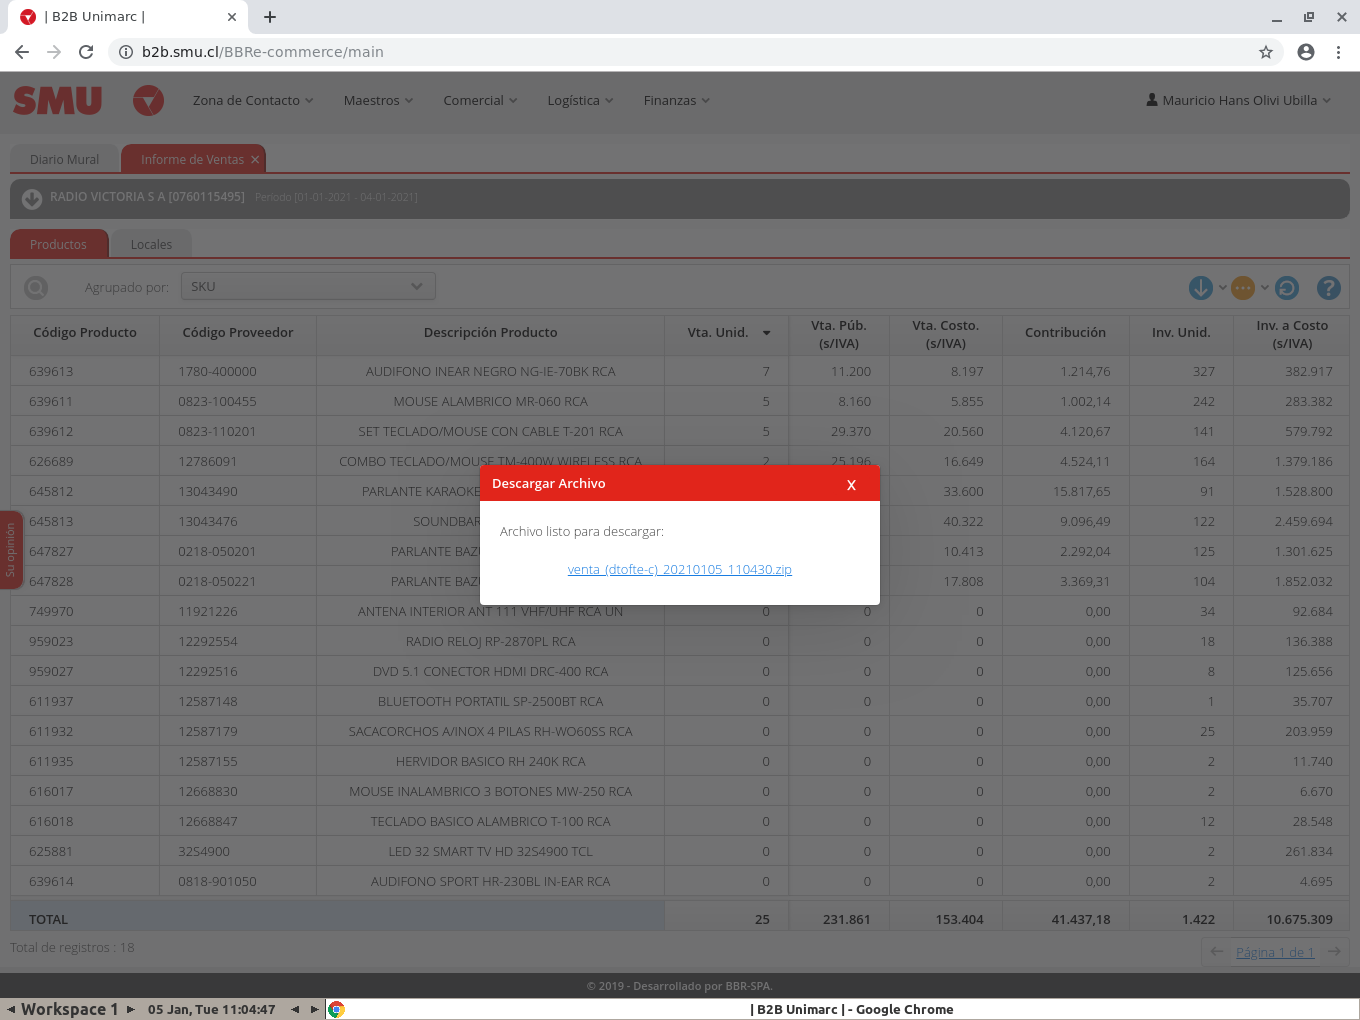 | B2B Unimarc |
b2b.smu.cl/BBRe-commerce/main
SMU Zona de Contacto Maestros Comercial Logística Finanzas Mauricio Hans Olivi Ubilla
Diario Mural Informe de Ventas
RADIO VICTORIA S A [0760115495] Periodo [01-01-2021 - 04-01-2021]
Productos Locales
Agrupado por: SKU
Código Producto Código Proveedor Descripción Producto Vta. Unid. Vta. Púb. (s/IVA) Vta. Costo. (s/IVA) Contribución Inv. Unid. Inv. a Costo (s/IVA)
639613 1780-400000 AUDIFONO INEAR NEGRO NG-IE-70BK RCA 7 11.200 8.197 1.214,76 327 382.917
639611 0823-100455 MOUSE ALAMBRICO MR-060 RCA 5 8.160 5.855 1.002,14 242 283.382
639612 0823-110201 SET TECLADO/MOUSE CON CABLE T-201 RCA 5 29.370 20.560 4.120,67 141 579.792
626689 12786091 COMBO TECLADO/MOUSE TM-400W WIRELESS RCA 2 25.196 16.649 4.524,11 164 1.379.186
645812 13043490 PARLANTE KARAOKE 33.600 15.817,65 91 1.528.800
645813 13043476 SOUNDBAR 40.322 9.096,49 122 2.459.694
647827 0218-050201 PARLANTE 10.413 2.292,04 125 1.301.625
647828 0218-050221 PARLANTE 17.808 3.369,31 104 1.852.032
749970 11921226 ANTENA INTERIOR ANT 111 VHF/UHF RCA UN 0 0 0 0,00 34 92.684
959023 12292554 RADIO RELOJ RP-2870PL RCA 0 0 0 0,00 18 136.388
959027 12292516 DVD 5.1 CONECTOR HDMI DRC-400 RCA 0 0 0 0,00 8 125.656
611937 12587148 BLUETOOTH PORTATIL SP-2500BT RCA 0 0 0 0,00 1 35.707
611932 12587179 SACACORCHOS A/INOX 4 PILAS RH-WO60SS RCA 0 0 0 0,00 25 203.959
611935 12587155 HERVIDOR BASICO RH 240K RCA 0 0 0 0,00 2 11.740
616017 12668830 MOUSE INALAMBRICO 3 BOTONES MW-250 RCA 0 0 0 0,00 2 6.670
616018 12668847 TECLADO BASICO ALAMBRICO T-100 RCA 0 0 0 0,00 12 28.548
625881 32S4900 LED 32 SMART TV HD 32S4900 TCL 0 0 0 0,00 2 261.834
639614 0818-901050 AUDIFONO SPORT HR-230BL IN-EAR RCA 0 0 0 0,00 2 4.695
TOTAL 25 231.861 153.404 41.437,18 1.422 10.675.309
Total de registros : 18 Página 1 de 1
Su opinión
Descargar Archivo X
Archivo listo para descargar:
venta_(dtofte-c)_20210105_110430.zip
© 2019 - Desarrollado por BBR-SPA.
Workspace 1 05 Jan, Tue 11:04:47 | B2B Unimarc | - Google Chrome